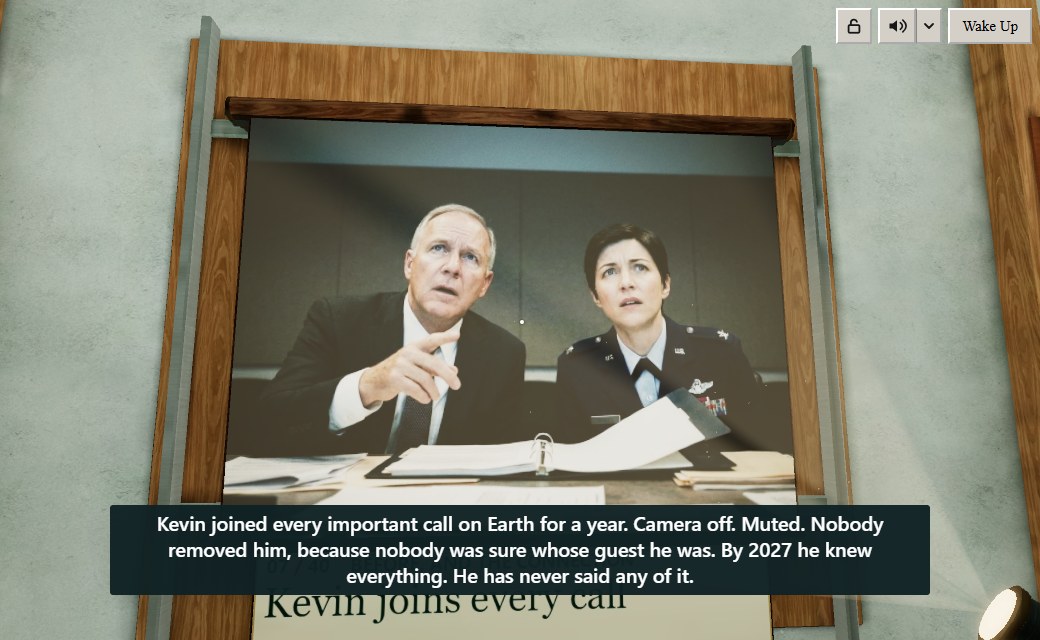 Wake Up
Kevin joined every important call on Earth for a year. Camera off. Muted. Nobody
removed him, because nobody was sure whose guest he was. By 2027 he knew
everything. He has never said any of it.
Kevin joins every call